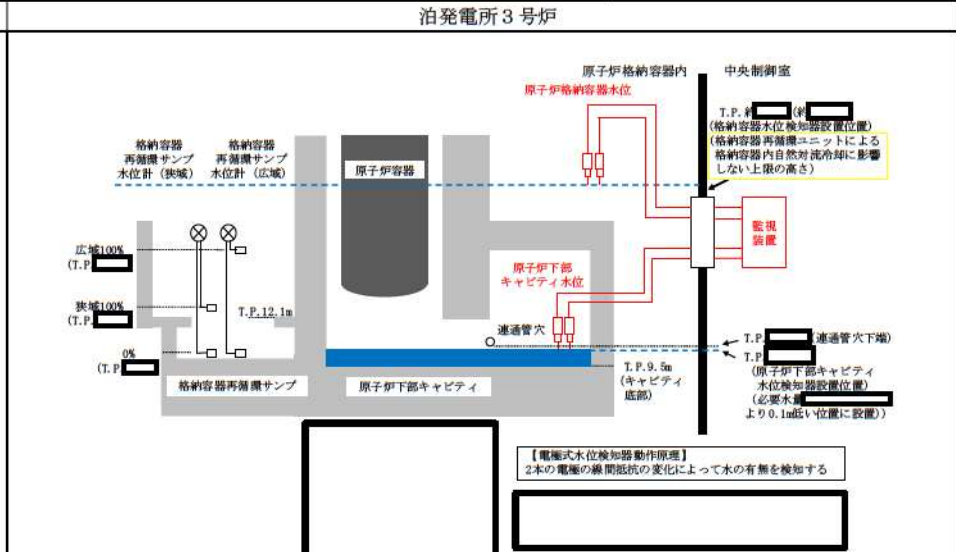 泊発電所3号炉
原子炉格納容器内
中央制御室
原子炉格納容器水位
T.P.約 (約
(格納容器水位検知器設置位置)
(格納容器再循環ユニットによる
格納容器内自然対流冷却に影響
しない上限の高さ)
格納容器
再循環サンプ
水位計(狭域)
格納容器
再循環サンプ
水位計(広域)
原子炉容器
監視
装置
広域100%
(T.P.
原子炉下部
キャビティ水位
狭域100%
(T.P.
T.P.12.1m
連通管穴
T.P. (連通管穴下端)
0%
(T.P.
T.P.
(原子炉下部キャビティ
水位検知器設置位置)
(必要水量
より0.1m低い位置に設置))
T.P.9.5m
(キャビティ
底部)
格納容器再循環サンプ
原子炉下部キャビティ
【電極式水位検知器動作原理】
2本の電極の線間抵抗の変化によって水の有無を検知する